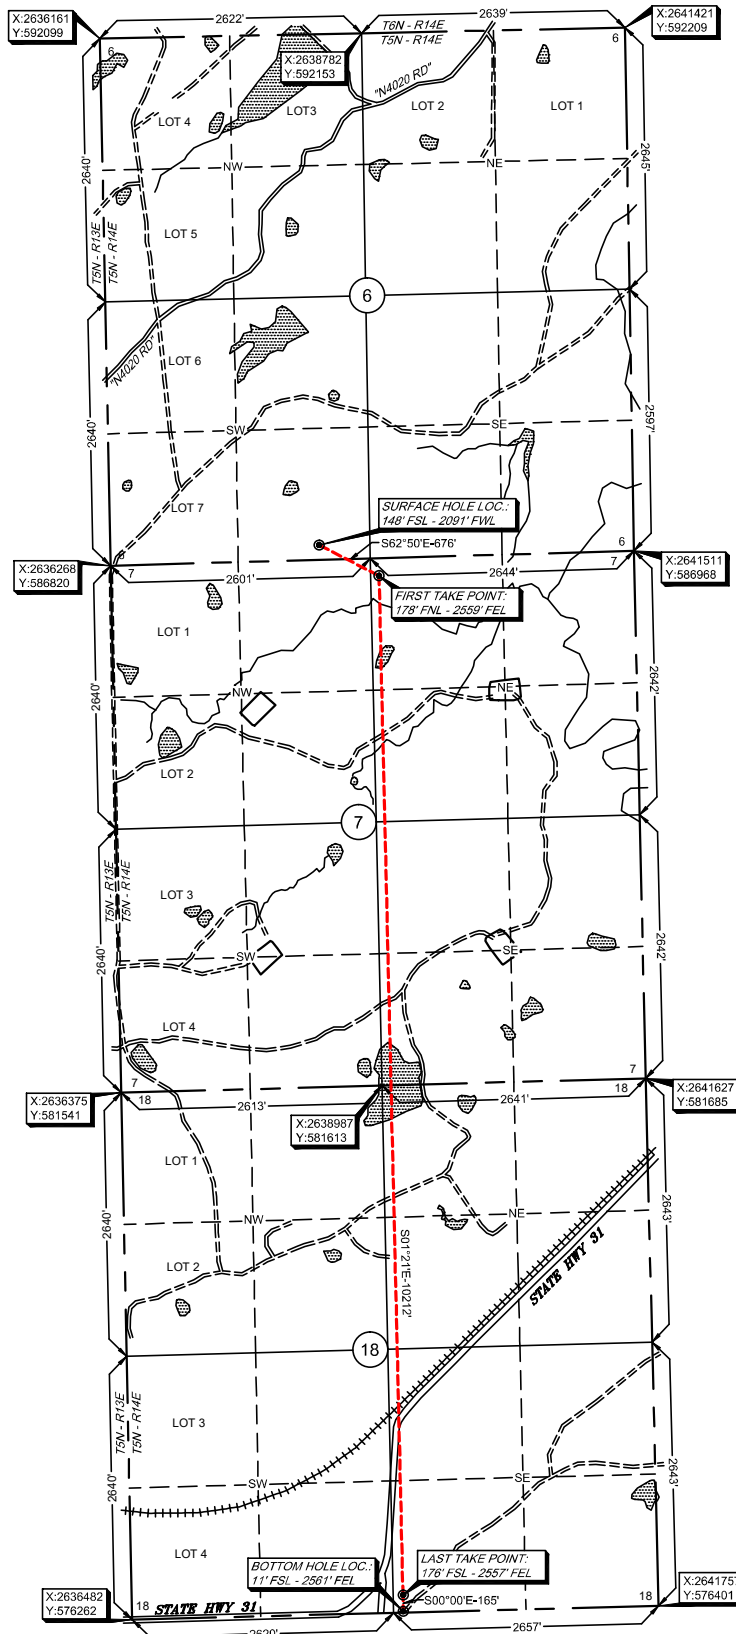 X:2636161
Y:592099
2622'
2639'
T6N - R14E
T5N - R14E
X:2641421
Y:592209
X:2638782
Y:592153
6
6
"N4020 RD"
LOT 4
LOT3
LOT 2
LOT 1
2640'
NW
NE
2645'
T5N - R13E
T5N - R14E
LOT 5
6
"N4020 RD"
LOT 6
2640'
SW
SE
2597'
LOT 7
SURFACE HOLE LOC.:
148' FSL - 2091' FWL
S62°50'E-676'
6
6
7
7
X:2636268
Y:586820
2601'
2644'
X:2641511
Y:586968
FIRST TAKE POINT:
178' FNL - 2559' FEL
LOT 1
2640'
NW
NE
2642'
LOT 2
7
T5N - R13E
T5N - R14E
LOT 3
2640'
SW
SE
2642'
LOT 4
7
18
7
18
X:2636375
Y:581541
2613'
2641'
X:2641627
Y:581685
X:2638987
Y:581613
LOT 1
2640'
NW
NE
2643'
S01°21'E-10212'
LOT 2
STATE HWY 31
18
T5N - R13E
T5N - R14E
LOT 3
2640'
SW
SE
2643'
LOT 4
BOTTOM HOLE LOC.:
11' FSL - 2561' FEL
LAST TAKE POINT:
176' FSL - 2557' FEL
S00°00'E-165'
X:2636482
Y:576262
18
STATE HWY 31
18
X:2641757
Y:576401
2620'
2657'